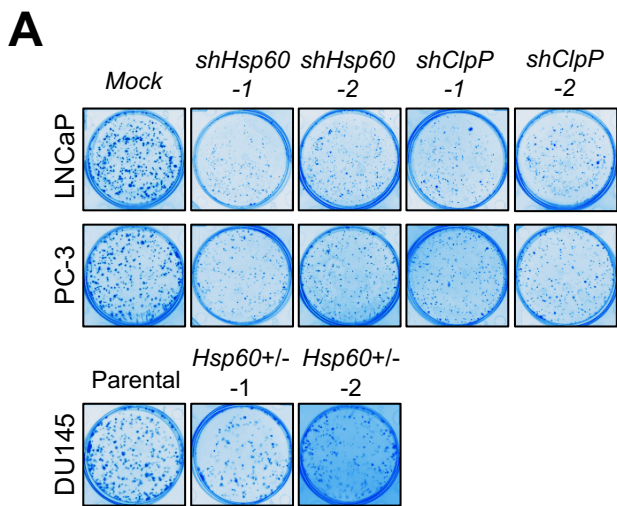 A
Mock
shHsp60
-1
shHsp60
-2
shClpP
-1
shClpP
-2
LNCaP
PC-3
Parental
Hsp60+/-
-1
Hsp60+/-
-2
DU145